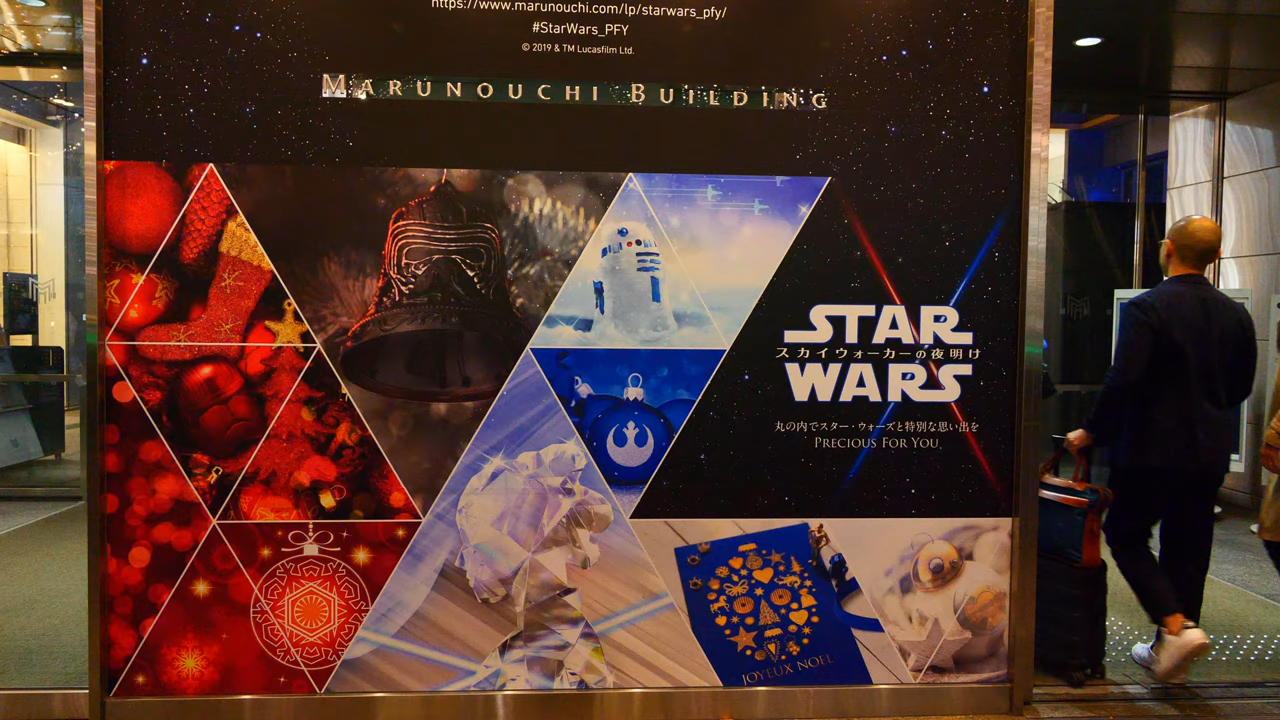 https://www.marunouchi.com/lp/starwars_pfy/
#StarWars_PFY
© 2019 & TM Lucasfilm Ltd.
MARUNOUCHI BUILDING
STAR
スカイウォーカーの夜明け
WARS
丸の内でスター・ウォーズと特別な思い出を
PRECIOUS FOR YOU.
JOYEUX NOEL